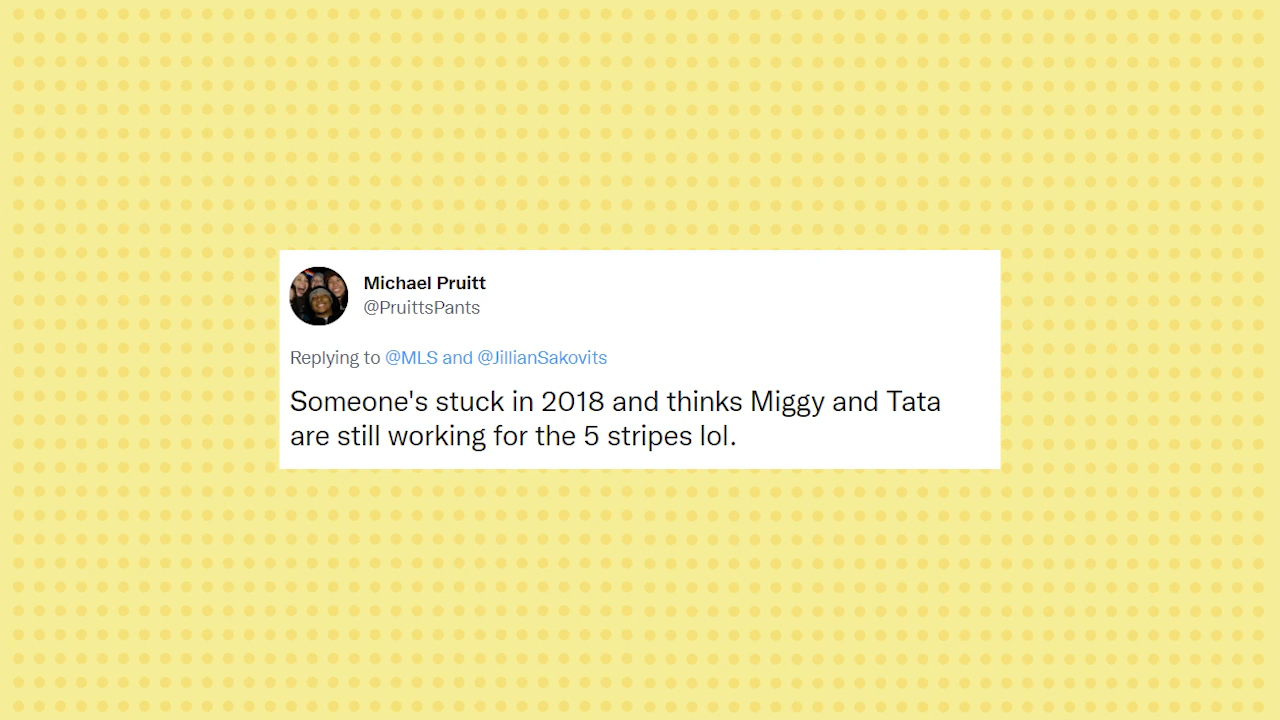 Michael Pruitt
@PruittsPants
Replying to @MLS and @JillianSakovits
Someone's stuck in 2018 and thinks Miggy and Tata
are still working for the 5 stripes lol.